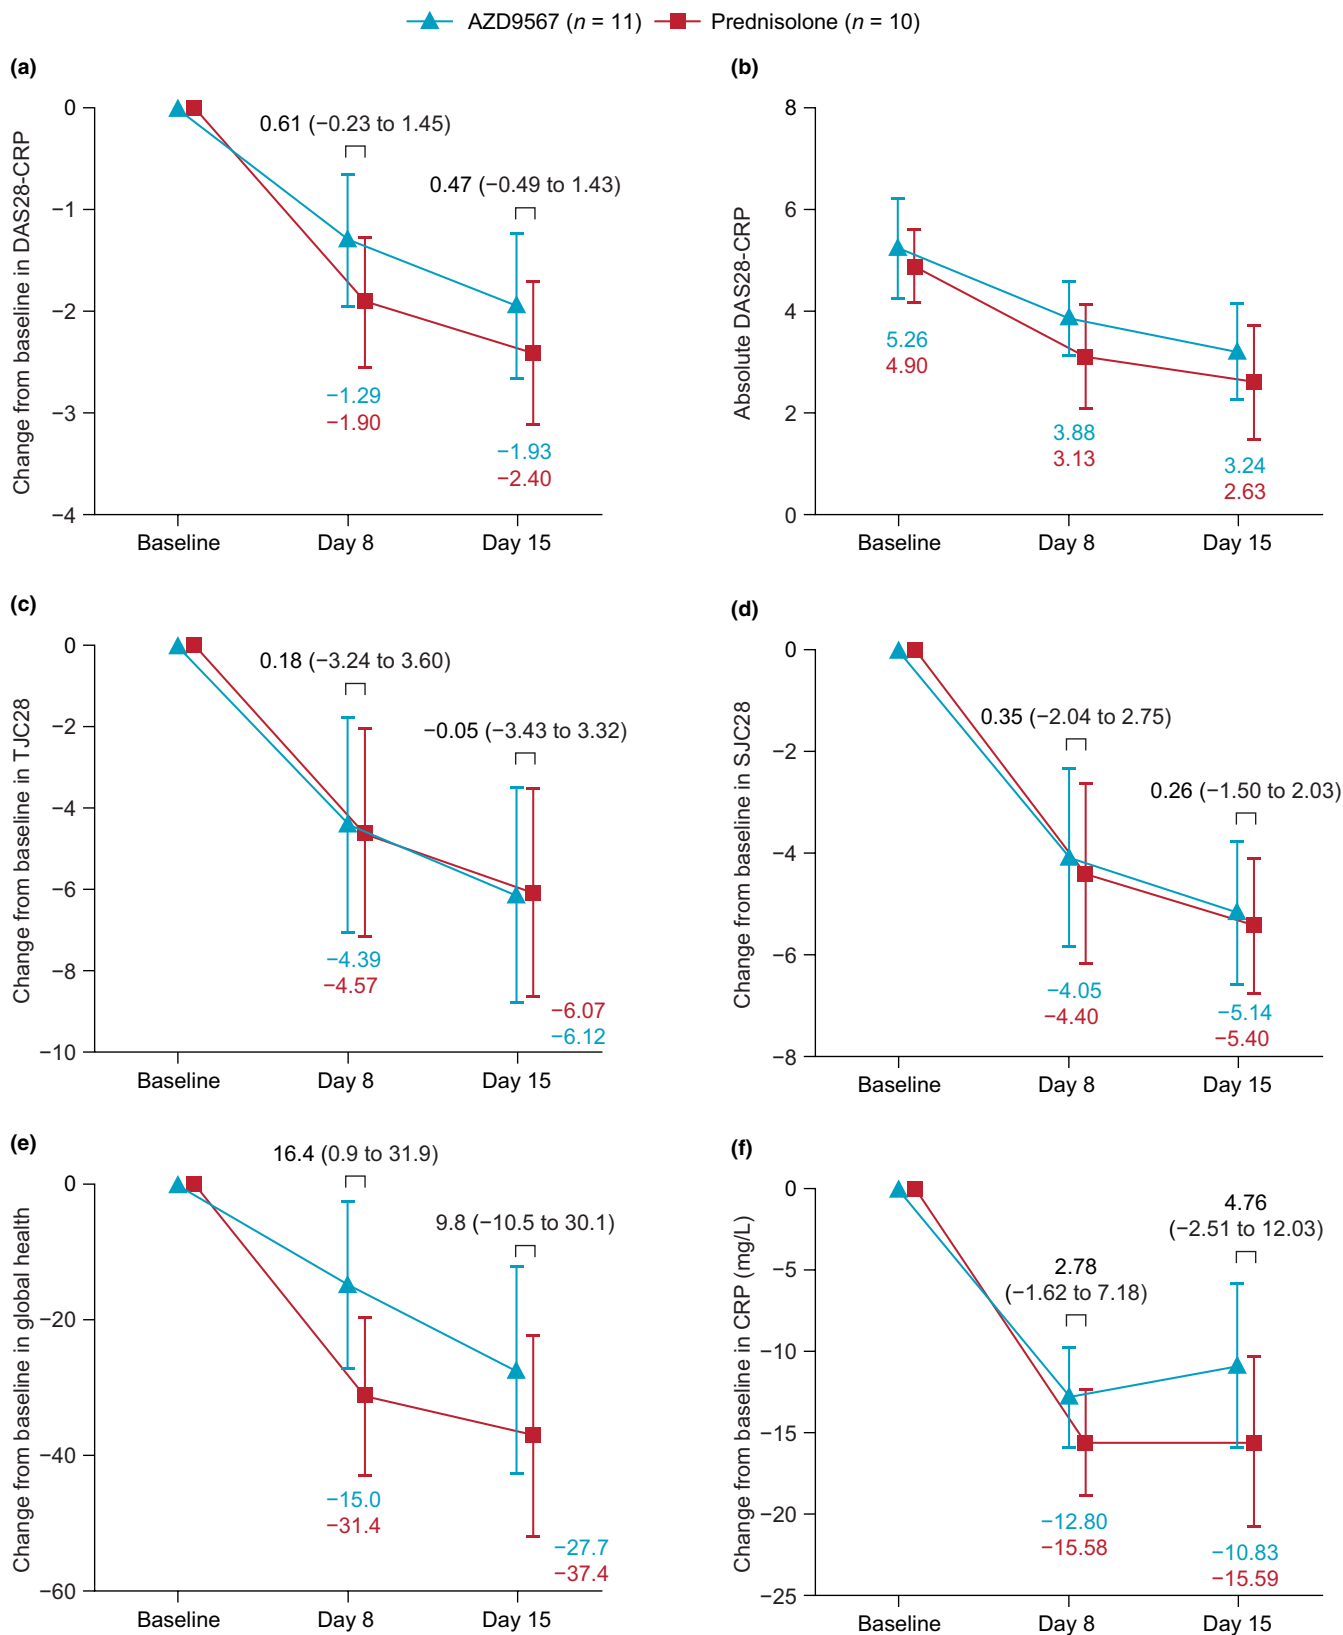 AZD9567 (n = 11) Prednisolone (n = 10)
(a)
Change from baseline in DAS28-CRP
0
−1
−2
−3
−4
0.61 (−0.23 to 1.45)
0.47 (−0.49 to 1.43)
−1.29
−1.90
−1.93
−2.40
Baseline Day 8 Day 15
(b)
Absolute DAS28-CRP
8
6
4
2
0
5.26
4.90
3.88
3.13
3.24
2.63
Baseline Day 8 Day 15
(c)
Change from baseline in TJC28
0
−2
−4
−6
−8
−10
0.18 (−3.24 to 3.60)
−0.05 (−3.43 to 3.32)
−4.39
−4.57
−6.07
−6.12
Baseline Day 8 Day 15
(d)
Change from baseline in SJC28
0
−2
−4
−6
−8
0.35 (−2.04 to 2.75)
0.26 (−1.50 to 2.03)
−4.05
−4.40
−5.14
−5.40
Baseline Day 8 Day 15
(e)
Change from baseline in global health
0
−20
−40
−60
16.4 (0.9 to 31.9)
9.8 (−10.5 to 30.1)
−15.0
−31.4
−27.7
−37.4
Baseline Day 8 Day 15
(f)
Change from baseline in CRP (mg/L)
0
−5
−10
−15
−20
−25
2.78
(−1.62 to 7.18)
4.76
(−2.51 to 12.03)
−12.80
−15.58
−10.83
−15.59
Baseline Day 8 Day 15